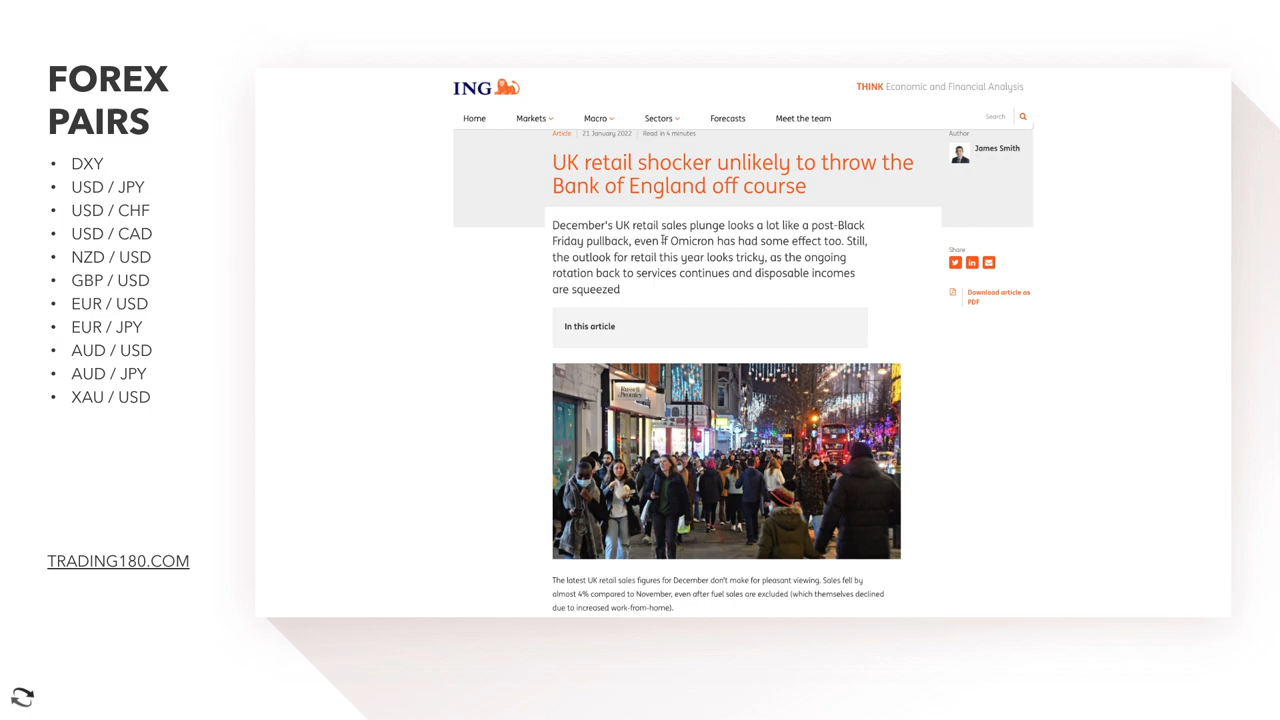 FOREX
PAIRS
• DXY
• USD / JPY
• USD / CHF
• USD / CAD
• NZD / USD
• GBP / USD
• EUR / USD
• EUR / JPY
• AUD / USD
• AUD / JPY
• XAU / USD
TRADING180.COM
ING
THINK Economic and Financial Analysis
Home Markets Macro Sectors Forecasts Meet the team Search
Article | 21 January 2022 | Read in 4 minutes
UK retail shocker unlikely to throw the
Bank of England off course
Author
James Smith
December's UK retail sales plunge looks a lot like a post-Black
Friday pullback, even if Omicron has had some effect too. Still,
the outlook for retail this year looks tricky, as the ongoing
rotation back to services continues and disposable incomes
are squeezed
Share
Download article as
PDF
In this article
Russell
Bromley
The latest UK retail sales figures for December don't make for pleasant viewing. Sales fell by
almost 4% compared to November, even after fuel sales are excluded (which themselves declined
due to increased work-from-home).